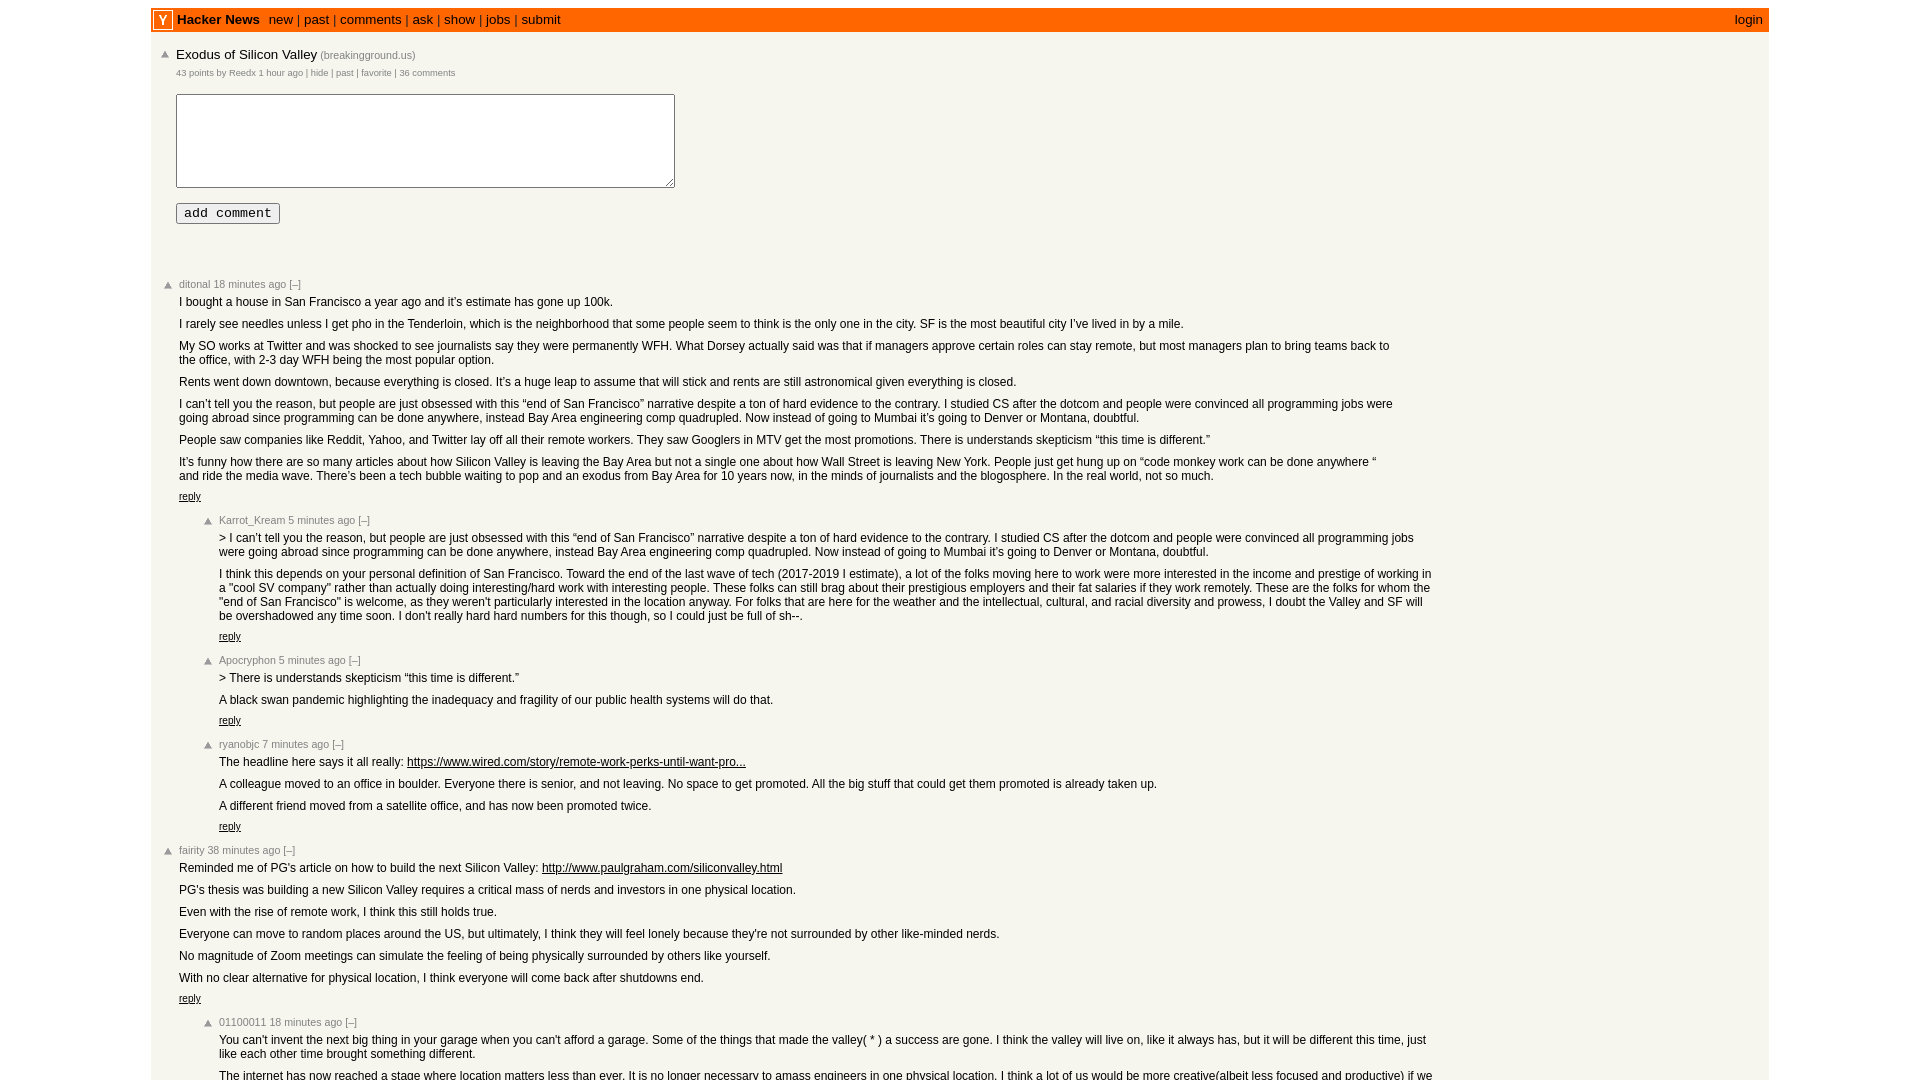 Y Hacker News new | past | comments | ask | show | jobs | submit login
Exodus of Silicon Valley (breakingground.us)
43 points by Reedx 1 hour ago | hide | past | favorite | 36 comments
add comment
ditonal 18 minutes ago [–]
I bought a house in San Francisco a year ago and it’s estimate has gone up 100k.
I rarely see needles unless I get pho in the Tenderloin, which is the neighborhood that some people seem to think is the only one in the city. SF is the most beautiful city I’ve lived in by a mile.
My SO works at Twitter and was shocked to see journalists say they were permanently WFH. What Dorsey actually said was that if managers approve certain roles can stay remote, but most managers plan to bring teams back to
the office, with 2-3 day WFH being the most popular option.
Rents went down downtown, because everything is closed. It’s a huge leap to assume that will stick and rents are still astronomical given everything is closed.
I can’t tell you the reason, but people are just obsessed with this “end of San Francisco” narrative despite a ton of hard evidence to the contrary. I studied CS after the dotcom and people were convinced all programming jobs were
going abroad since programming can be done anywhere, instead Bay Area engineering comp quadrupled. Now instead of going to Mumbai it’s going to Denver or Montana, doubtful.
People saw companies like Reddit, Yahoo, and Twitter lay off all their remote workers. They saw Googlers in MTV get the most promotions. There is understands skepticism “this time is different.”
It’s funny how there are so many articles about how Silicon Valley is leaving the Bay Area but not a single one about how Wall Street is leaving New York. People just get hung up on “code monkey work can be done anywhere “
and ride the media wave. There’s been a tech bubble waiting to pop and an exodus from Bay Area for 10 years now, in the minds of journalists and the blogosphere. In the real world, not so much.
reply
Karrot_Kream 5 minutes ago [–]
> I can’t tell you the reason, but people are just obsessed with this “end of San Francisco” narrative despite a ton of hard evidence to the contrary. I studied CS after the dotcom and people were convinced all programming jobs
were going abroad since programming can be done anywhere, instead Bay Area engineering comp quadrupled. Now instead of going to Mumbai it’s going to Denver or Montana, doubtful.
I think this depends on your personal definition of San Francisco. Toward the end of the last wave of tech (2017-2019 I estimate), a lot of the folks moving here to work were more interested in the income and prestige of working in
a "cool SV company" rather than actually doing interesting/hard work with interesting people. These folks can still brag about their prestigious employers and their fat salaries if they work remotely. These are the folks for whom the
"end of San Francisco" is welcome, as they weren't particularly interested in the location anyway. For folks that are here for the weather and the intellectual, cultural, and racial diversity and prowess, I doubt the Valley and SF will
be overshadowed any time soon. I don't really hard hard numbers for this though, so I could just be full of sh--.
reply
Apocryphon 5 minutes ago [–]
> There is understands skepticism “this time is different.”
A black swan pandemic highlighting the inadequacy and fragility of our public health systems will do that.
reply
ryanobjc 7 minutes ago [–]
The headline here says it all really: https://www.wired.com/story/remote-work-perks-until-want-pro...
A colleague moved to an office in boulder. Everyone there is senior, and not leaving. No space to get promoted. All the big stuff that could get them promoted is already taken up.
A different friend moved from a satellite office, and has now been promoted twice.
reply
fairity 38 minutes ago [–]
Reminded me of PG's article on how to build the next Silicon Valley: http://www.paulgraham.com/siliconvalley.html
PG's thesis was building a new Silicon Valley requires a critical mass of nerds and investors in one physical location.
Even with the rise of remote work, I think this still holds true.
Everyone can move to random places around the US, but ultimately, I think they will feel lonely because they're not surrounded by other like-minded nerds.
No magnitude of Zoom meetings can simulate the feeling of being physically surrounded by others like yourself.
With no clear alternative for physical location, I think everyone will come back after shutdowns end.
reply
01100011 18 minutes ago [–]
You can't invent the next big thing in your garage when you can't afford a garage. Some of the things that made the valley( * ) a success are gone. I think the valley will live on, like it always has, but it will be different this time, just
like each other time brought something different.
The internet has now reached a stage where location matters less than ever. It is no longer necessary to amass engineers in one physical location. I think a lot of us would be more creative(albeit less focused and productive) if we